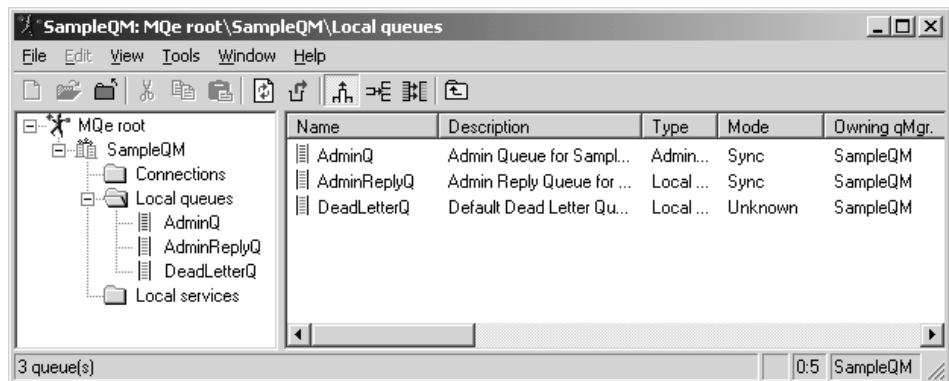 SampleQM: MQe root\SampleQM\Local queues
File Edit View Tools Window Help
MQe root
SampleQM
Connections
Local queues
AdminQ
AdminReplyQ
DeadLetterQ
Local services
Name Description Type Mode Owning qMgr.
AdminQ Admin Queue for Sampl... Admin... Sync SampleQM
AdminReplyQ Admin Reply Queue for ... Local ... Sync SampleQM
DeadLetterQ Default Dead Letter Qu... Local ... Unknown SampleQM
3 queue(s) 0:5 SampleQM